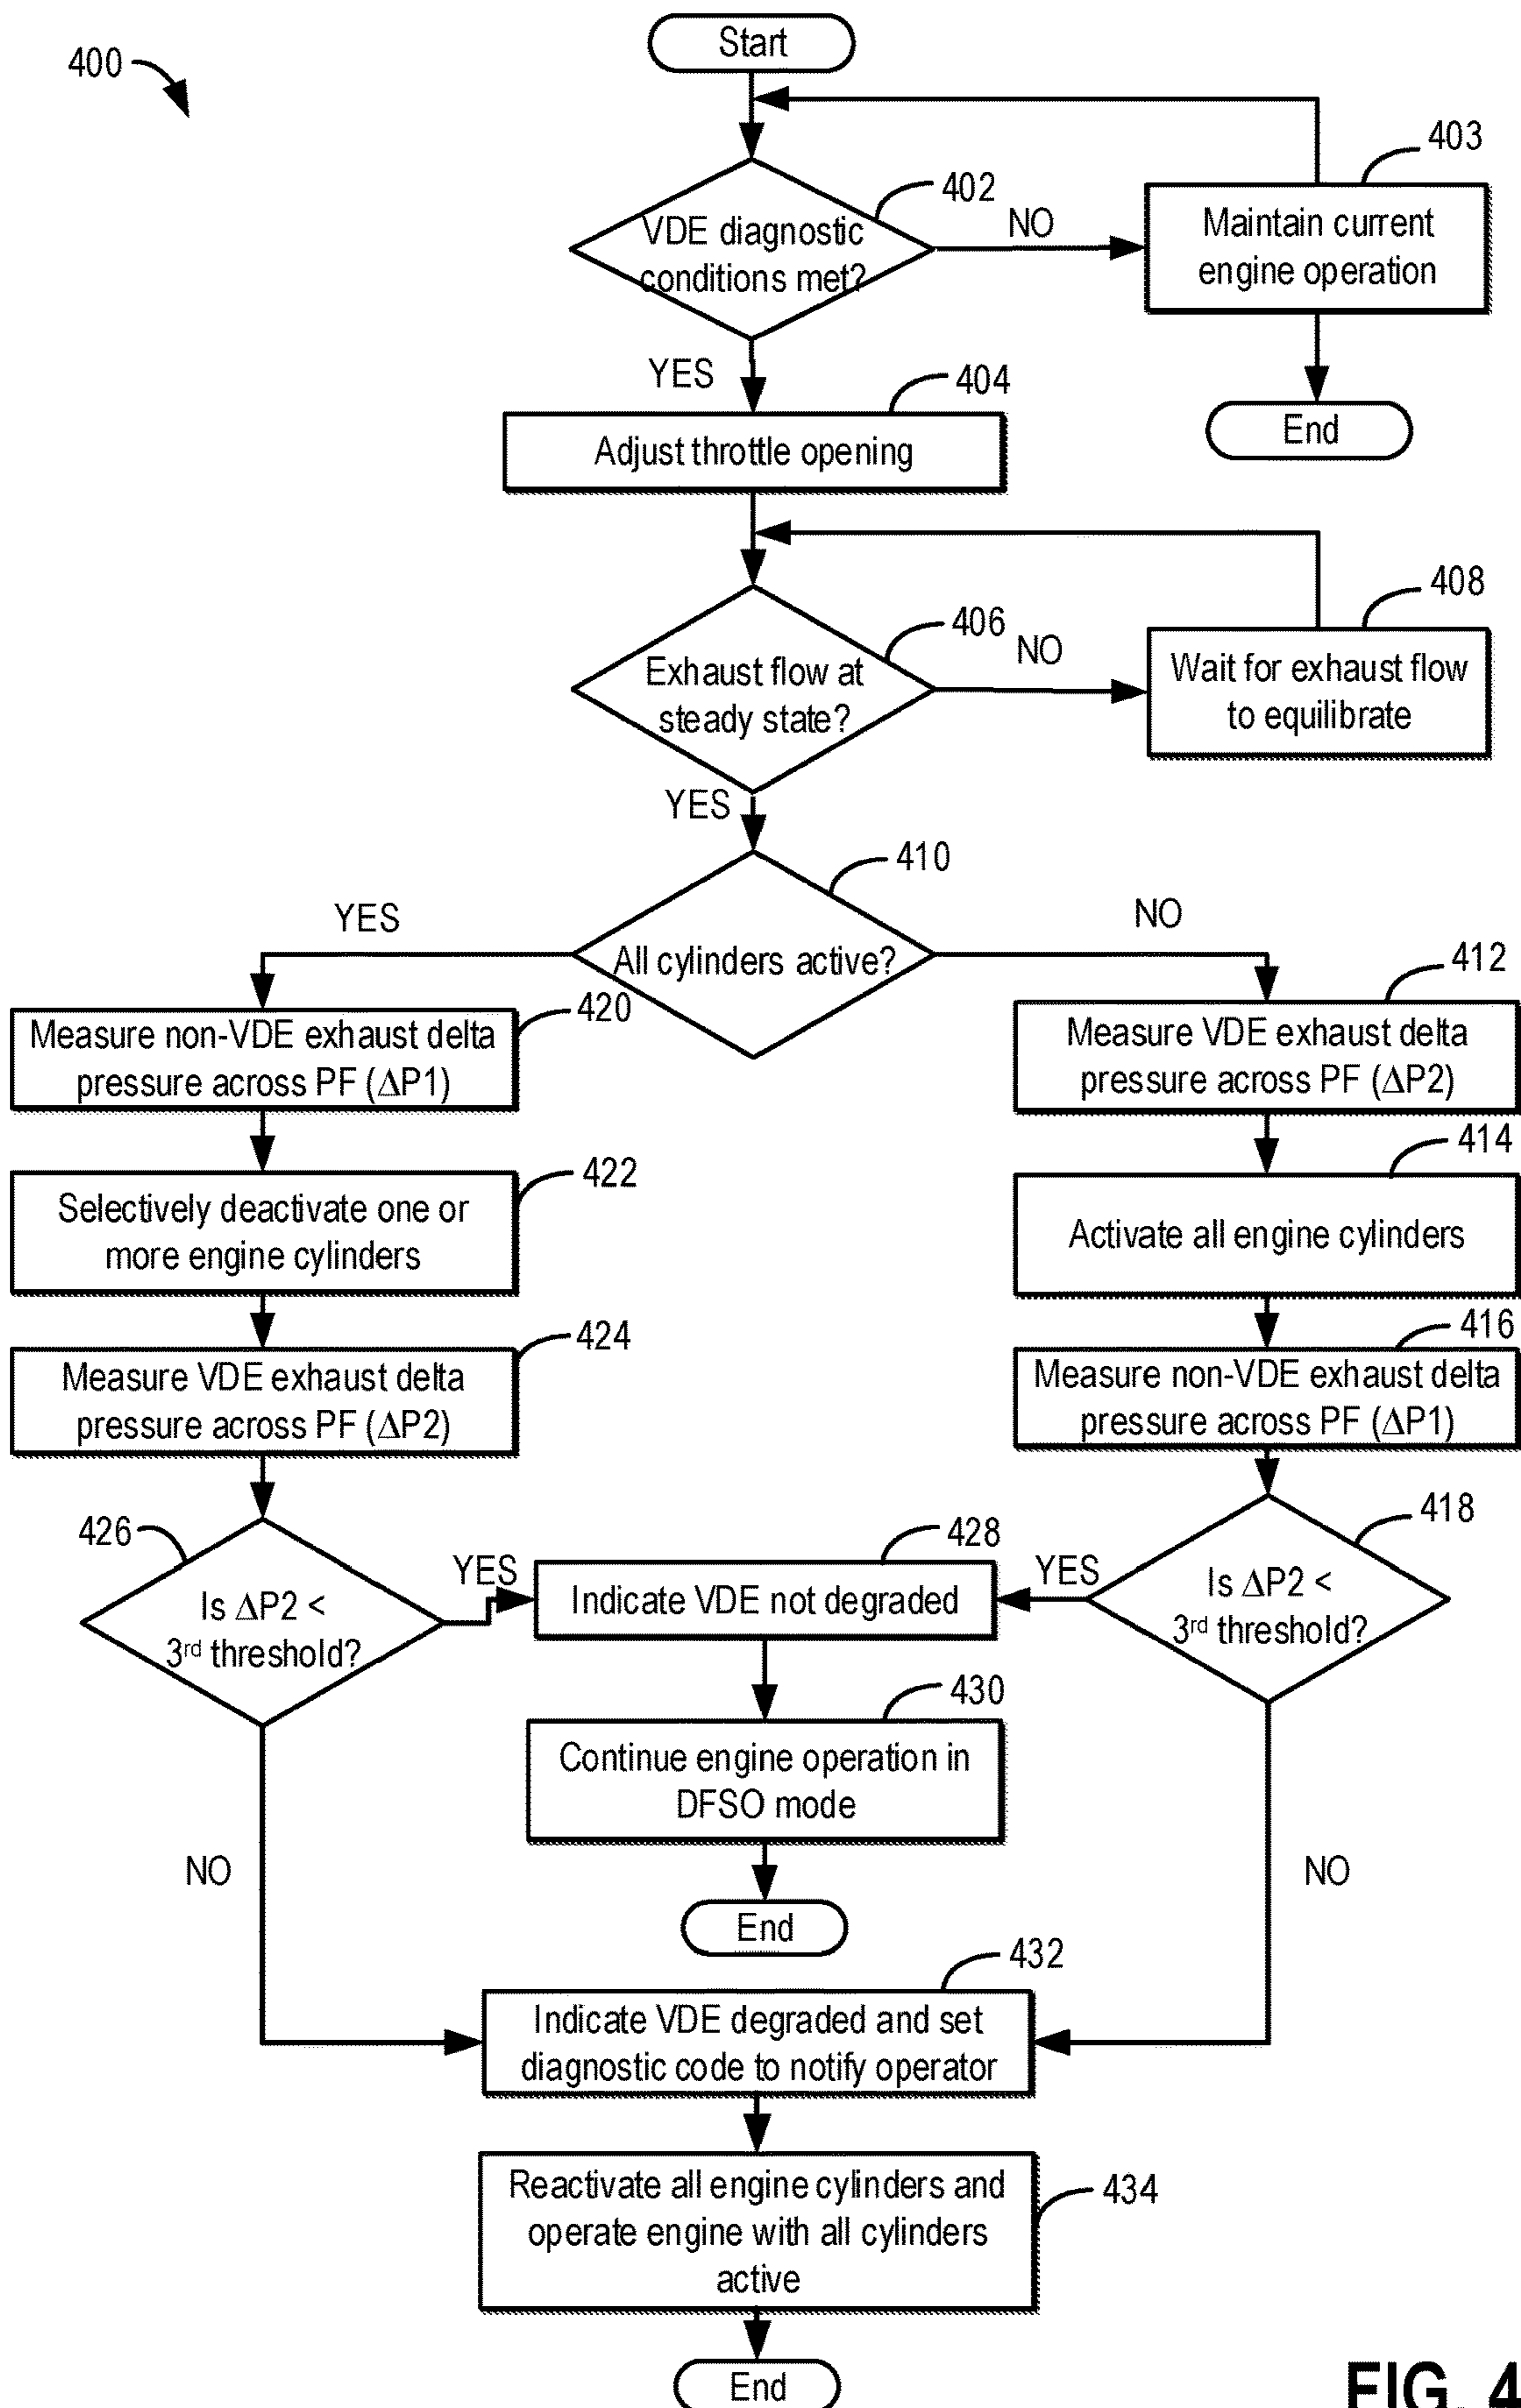 400
Start
403
402
VDE diagnostic
conditions met?
NO
Maintain current
engine operation
YES
404
End
Adjust throttle opening
408
406
NO
Exhaust flow at
steady state?
Wait for exhaust flow
to equilibrate
YES
410
YES
NO
All cylinders active?
412
420
Measure non-VDE exhaust delta
pressure across PF (ΔP1)
Measure VDE exhaust delta
pressure across PF (ΔP2)
414
422
Selectively deactivate one or
more engine cylinders
Activate all engine cylinders
416
424
Measure VDE exhaust delta
pressure across PF (ΔP2)
Measure non-VDE exhaust delta
pressure across PF (ΔP1)
426
428
418
YES
YES
Is ΔP2 <
3rd threshold?
Indicate VDE not degraded
Is ΔP2 <
3rd threshold?
430
Continue engine operation in
DFSO mode
NO
NO
End
432
Indicate VDE degraded and set
diagnostic code to notify operator
434
Reactivate all engine cylinders and
operate engine with all cylinders
active
End
FIG. 4